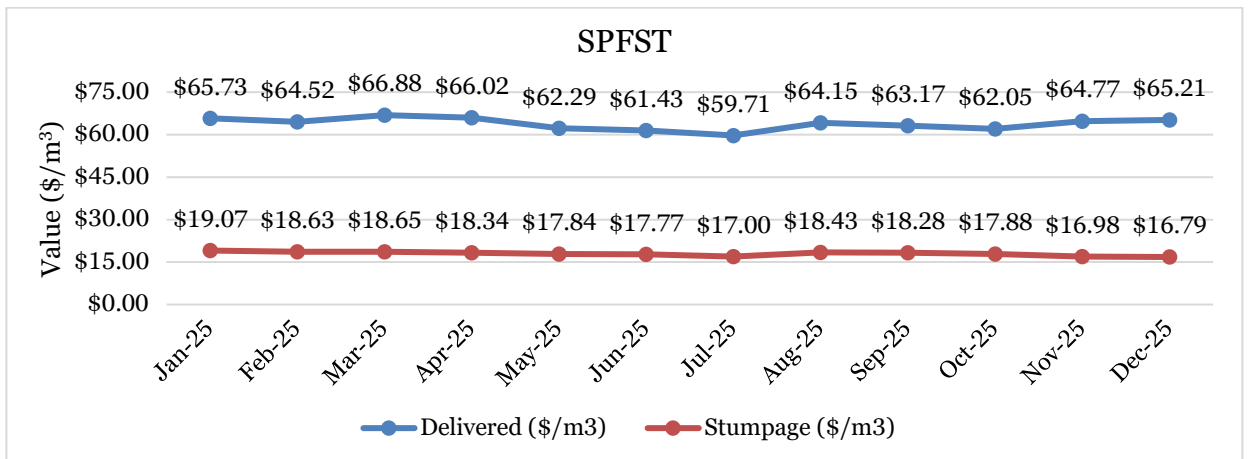 SPFST
$75.00
$60.00
$45.00
$30.00
$15.00
$0.00
Value ($/m³)
$65.73 $64.52 $66.88 $66.02 $62.29 $61.43 $59.71 $64.15 $63.17 $62.05 $64.77 $65.21
$19.07 $18.63 $18.65 $18.34 $17.84 $17.77 $17.00 $18.43 $18.28 $17.88 $16.98 $16.79
Jan-25 Feb-25 Mar-25 Apr-25 May-25 Jun-25 Jul-25 Aug-25 Sep-25 Oct-25 Nov-25 Dec-25
Delivered ($/m3) Stumpage ($/m3)